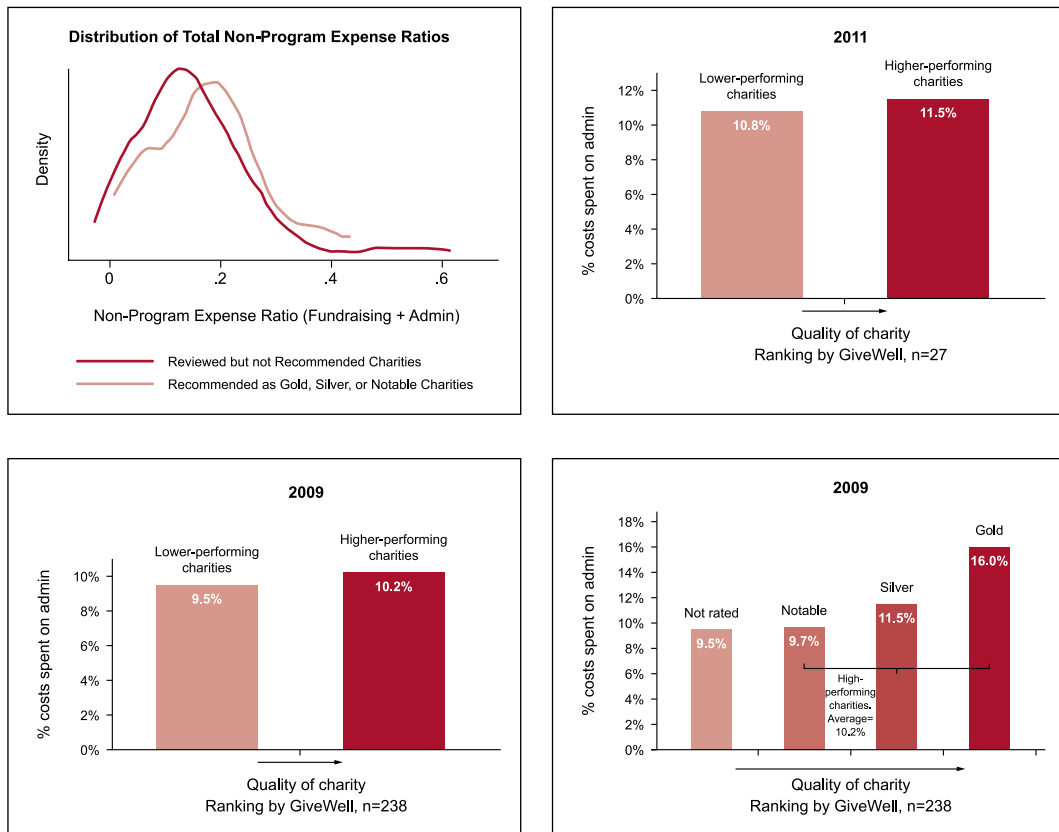 Distribution of Total Non-Program Expense Ratios
Density
0
.2
.4
.6
Non-Program Expense Ratio (Fundraising + Admin)
Reviewed but not Recommended Charities
Recommended as Gold, Silver, or Notable Charities
2011
% costs spent on admin
12%
10%
8%
6%
4%
2%
0%
Lower-performing
charities
10.8%
Higher-performing
charities
11.5%
Quality of charity
Ranking by GiveWell, n=27
2009
% costs spent on admin
10%
8%
6%
4%
2%
0%
Lower-performing
charities
9.5%
Higher-performing
charities
10.2%
Quality of charity
Ranking by GiveWell, n=238
2009
% costs spent on admin
18%
16%
14%
12%
10%
8%
6%
4%
2%
0%
Not rated
9.5%
Notable
9.7%
Silver
11.5%
Gold
16.0%
High-
performing
charities.
Average=
10.2%
Quality of charity
Ranking by GiveWell, n=238